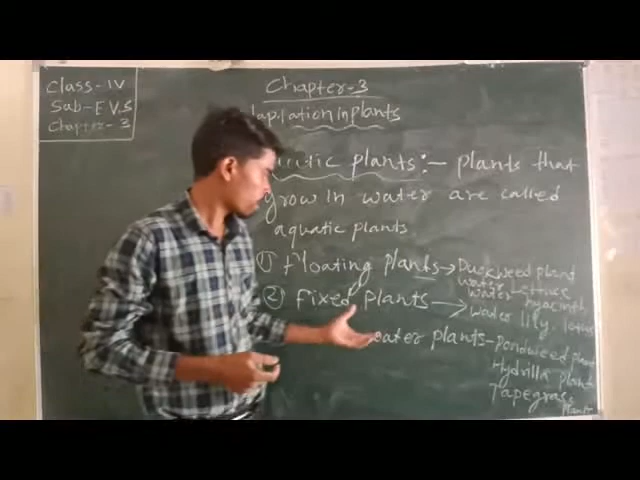 Class-IV
Sub-E.V.S
Chapter-3
Chapter-3
in plants
plants:- plants that
grow in water are called
aquatic plants
① Floating plants → Duckweed plant
water Lettuce
water hyacinth
② Fixed plants → water lily, lotus
water plants - pondweed plant
Hydrilla plant
Tapegrass
plant